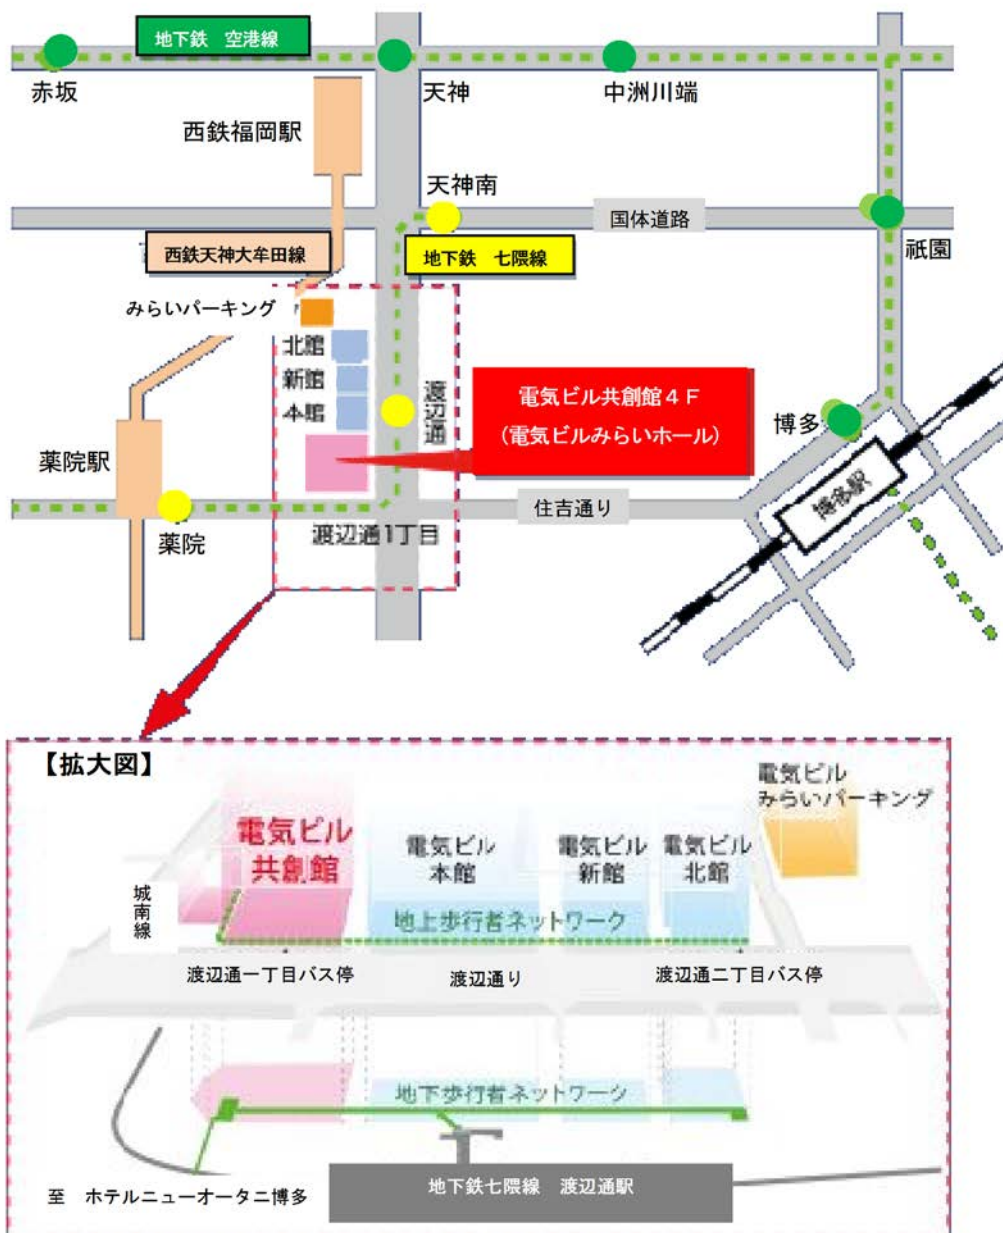 地下鉄 空港線
赤坂
天神
中洲川端
西鉄福岡駅
天神南
国体道路
西鉄天神大牟田線
地下鉄 七隈線
祇園
みらいパーキング
北館
新館
本館
渡辺通
電気ビル共創館4F
(電気ビルみらいホール)
博多
薬院駅
博多駅
薬院
住吉通り
渡辺通1丁目
【拡大図】
電気ビル
みらいパーキング
電気ビル
共創館
電気ビル
本館
電気ビル
新館
電気ビル
北館
城南線
地上歩行者ネットワーク
渡辺通一丁目バス停
渡辺通り
渡辺通二丁目バス停
地下歩行者ネットワーク
至 ホテルニューオータニ博多
地下鉄七隈線 渡辺通駅